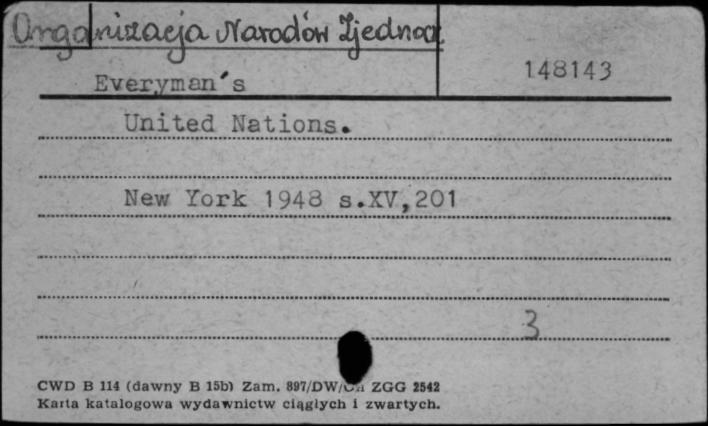 Organizacja Narodów Zjednocz
Everyman's
148143
United Nations.
New York 1948 s.XV,201
3
CWD B 114 (dawny B 15b) Zam. 897/DW/ ZGG 2542
Karta katalogowa wydawnictw ciągłych i zwartych.